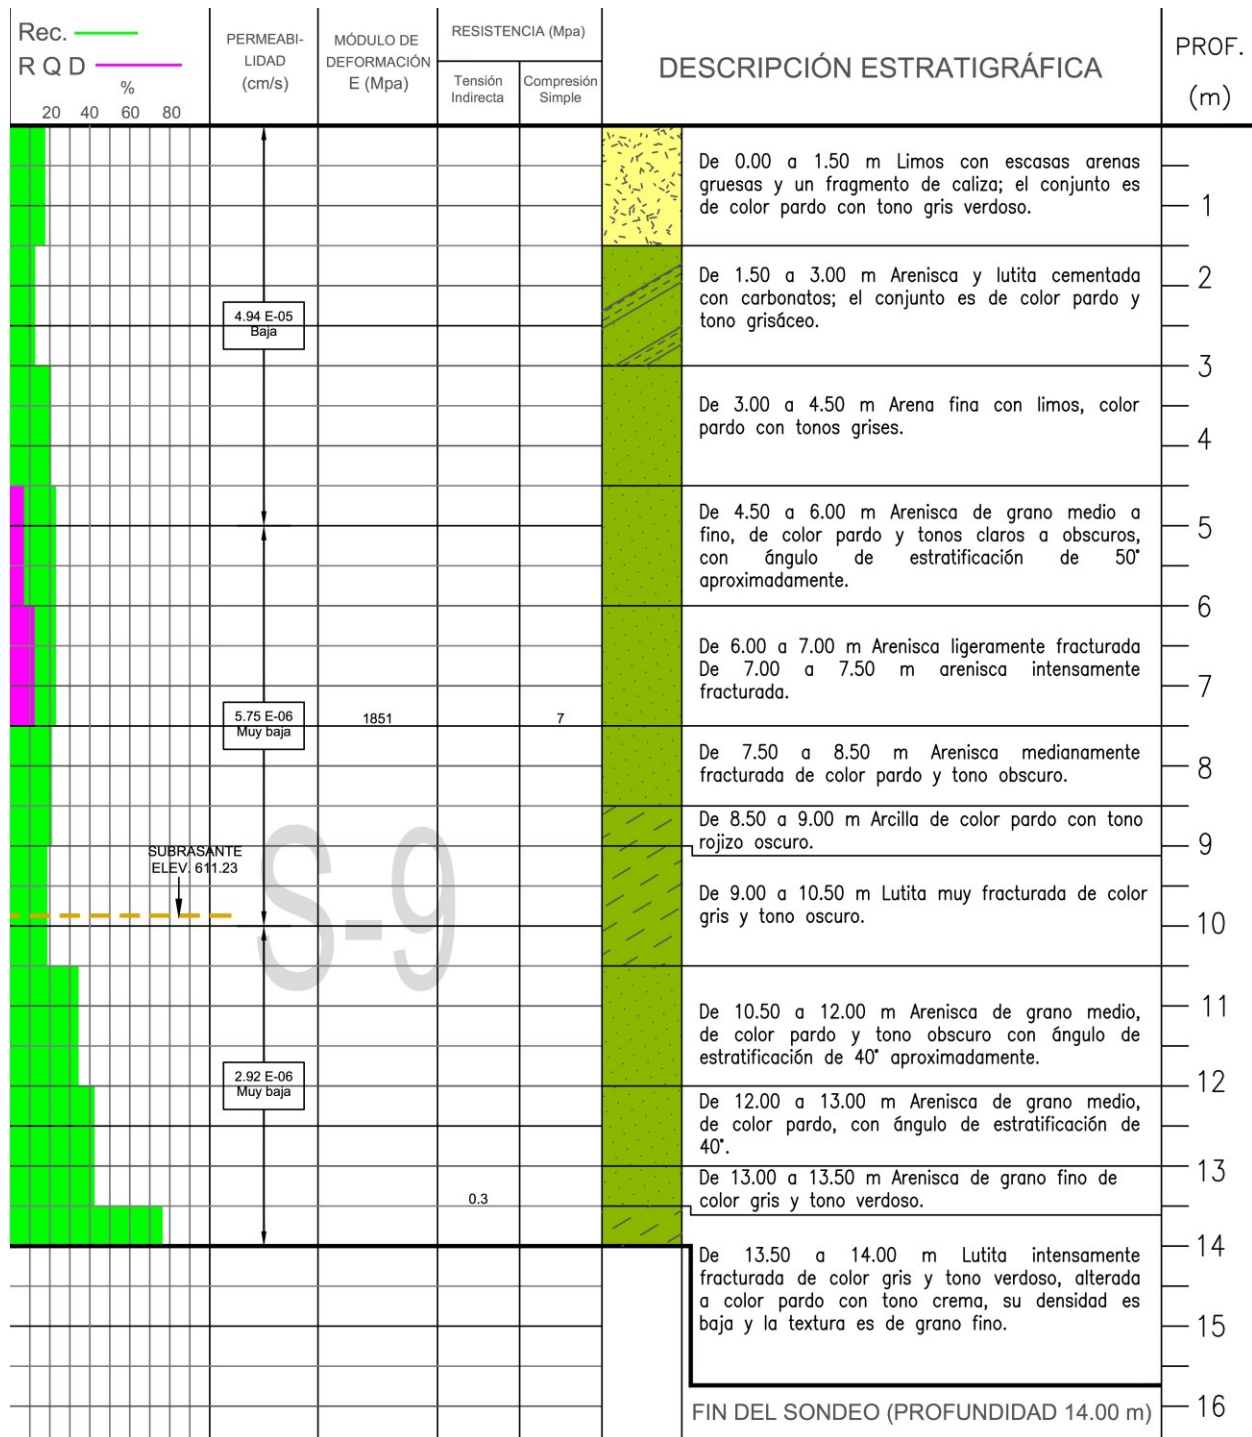 Rec.
R Q D
%
20 40 60 80
PERMEABI-
LIDAD
(cm/s)
MÓDULO DE
DEFORMACIÓN
E (Mpa)
RESISTENCIA (Mpa)
Tensión
Indirecta
Compresión
Simple
DESCRIPCIÓN ESTRATIGRÁFICA
PROF.
(m)
De 0.00 a 1.50 m Limos con escasas arenas
gruesas y un fragmento de caliza; el conjunto es
de color pardo con tono gris verdoso.
1
De 1.50 a 3.00 m Arenisca y lutita cementada
con carbonatos; el conjunto es de color pardo y
tono grisáceo.
2
4.94 E-05
Baja
3
De 3.00 a 4.50 m Arena fina con limos, color
pardo con tonos grises.
4
De 4.50 a 6.00 m Arenisca de grano medio a
fino, de color pardo y tonos claros a obscuros,
con ángulo de estratificación de 50°
aproximadamente.
5
6
De 6.00 a 7.00 m Arenisca ligeramente fracturada
De 7.00 a 7.50 m arenisca intensamente
fracturada.
7
5.75 E-06
Muy baja
1851
7
De 7.50 a 8.50 m Arenisca medianamente
fracturada de color pardo y tono obscuro.
8
De 8.50 a 9.00 m Arcilla de color pardo con tono
rojizo oscuro.
9
SUBRASANTE
ELEV. 611.23
S-9
De 9.00 a 10.50 m Lutita muy fracturada de color
gris y tono oscuro.
10
De 10.50 a 12.00 m Arenisca de grano medio,
de color pardo y tono obscuro con ángulo de
estratificación de 40° aproximadamente.
11
2.92 E-06
Muy baja
12
De 12.00 a 13.00 m Arenisca de grano medio,
de color pardo, con ángulo de estratificación de
40°.
13
De 13.00 a 13.50 m Arenisca de grano fino de
color gris y tono verdoso.
0.3
14
De 13.50 a 14.00 m Lutita intensamente
fracturada de color gris y tono verdoso, alterada
a color pardo con tono crema, su densidad es
baja y la textura es de grano fino.
15
FIN DEL SONDEO (PROFUNDIDAD 14.00 m)
16